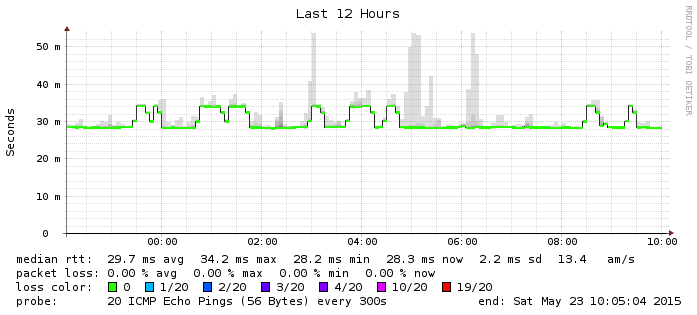 Last 12 Hours
RRDTOOL / TOBI OETIKER
Seconds
50 m
40 m
30 m
20 m
10 m
0
00:00 02:00 04:00 06:00 08:00 10:00
median rtt: 29.7 ms avg 34.2 ms max 28.2 ms min 28.3 ms now 2.2 ms sd 13.4 am/s
packet loss: 0.00 % avg 0.00 % max 0.00 % min 0.00 % now
loss color: 0 1/20 2/20 3/20 4/20 10/20 19/20
probe: 20 ICMP Echo Pings (56 Bytes) every 300s end: Sat May 23 10:05:04 2015